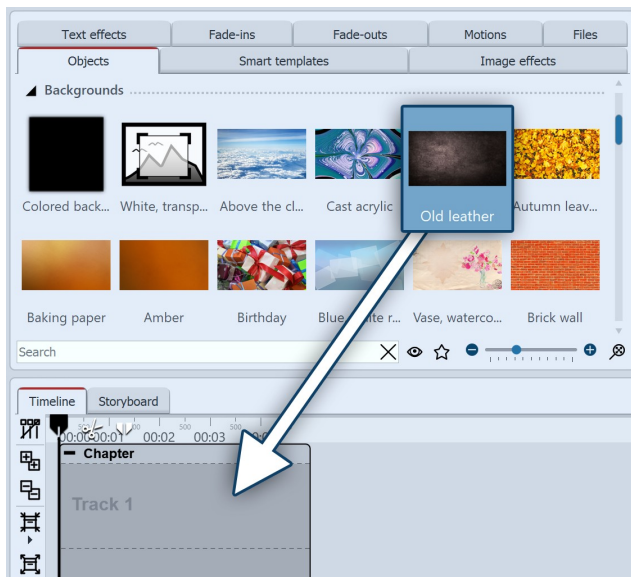 Text effects Fade-ins Fade-outs Motions Files
Objects Smart templates Image effects
Backgrounds
Colored back... White, transp... Above the cl... Cast acrylic Old leather Autumn leav...
Baking paper Amber Birthday Vase, waterco... Brick wall
Search
Timeline Storyboard
500 500
00:02 00:03
Chapter
Track 1